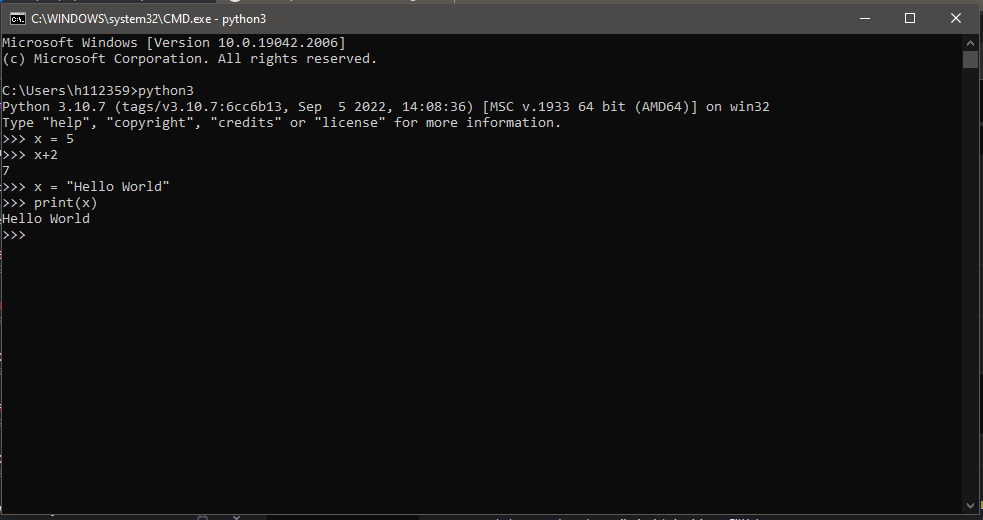 C:\WINDOWS\system32\CMD.exe - python3
Microsoft Windows [Version 10.0.19042.2006]
(c) Microsoft Corporation. All rights reserved.
C:\Users\h112359>python3
Python 3.10.7 (tags/v3.10.7:6cc6b13, Sep  5 2022, 14:08:36) [MSC v.1933 64 bit (AMD64)] on win32
Type "help", "copyright", "credits" or "license" for more information.
>>> x = 5
>>> x+2
7
>>> x = "Hello World"
>>> print(x)
Hello World
>>>